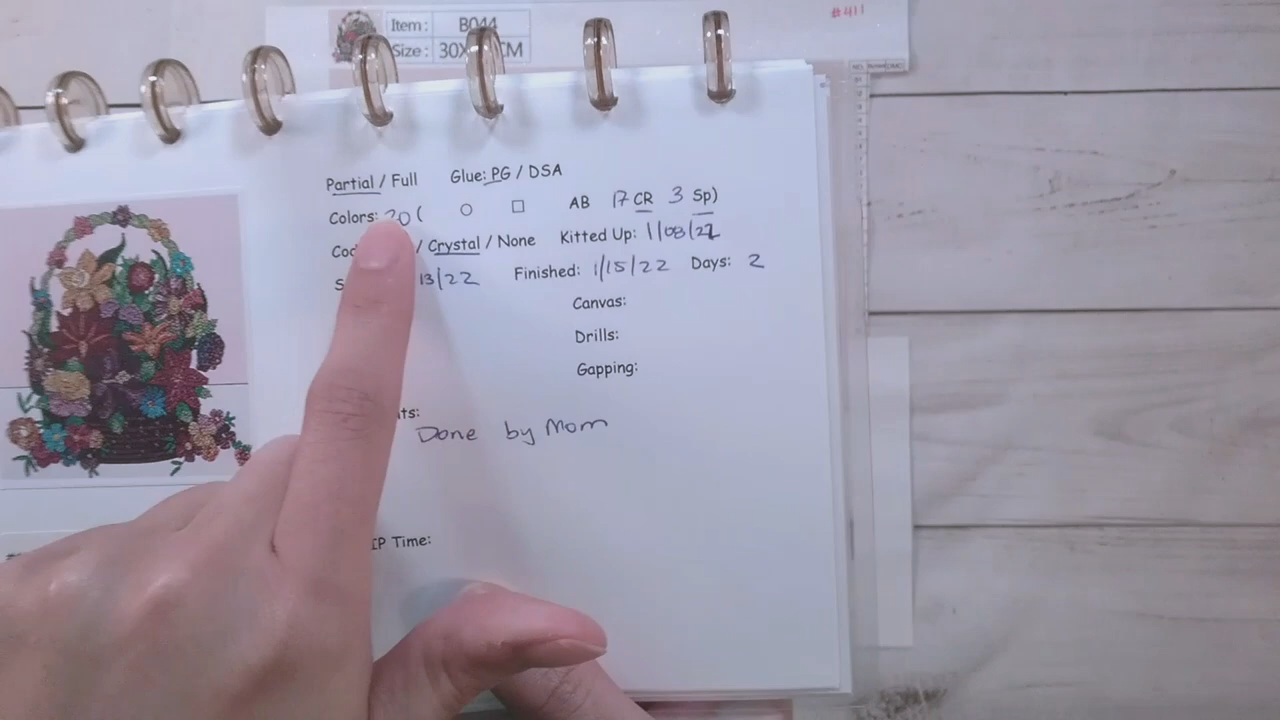 #411
Item: B044
Size: 30X CM
Partial / Full Glue: PG / DSA
Colors: 20 ( ○ □ AB 17 CR 3 Sp)
/ Crystal / None Kitted Up: 1/08/22
13/22 Finished: 1/15/22 Days: 2
Canvas:
Drills:
Gapping:
Done by Mom
Time: